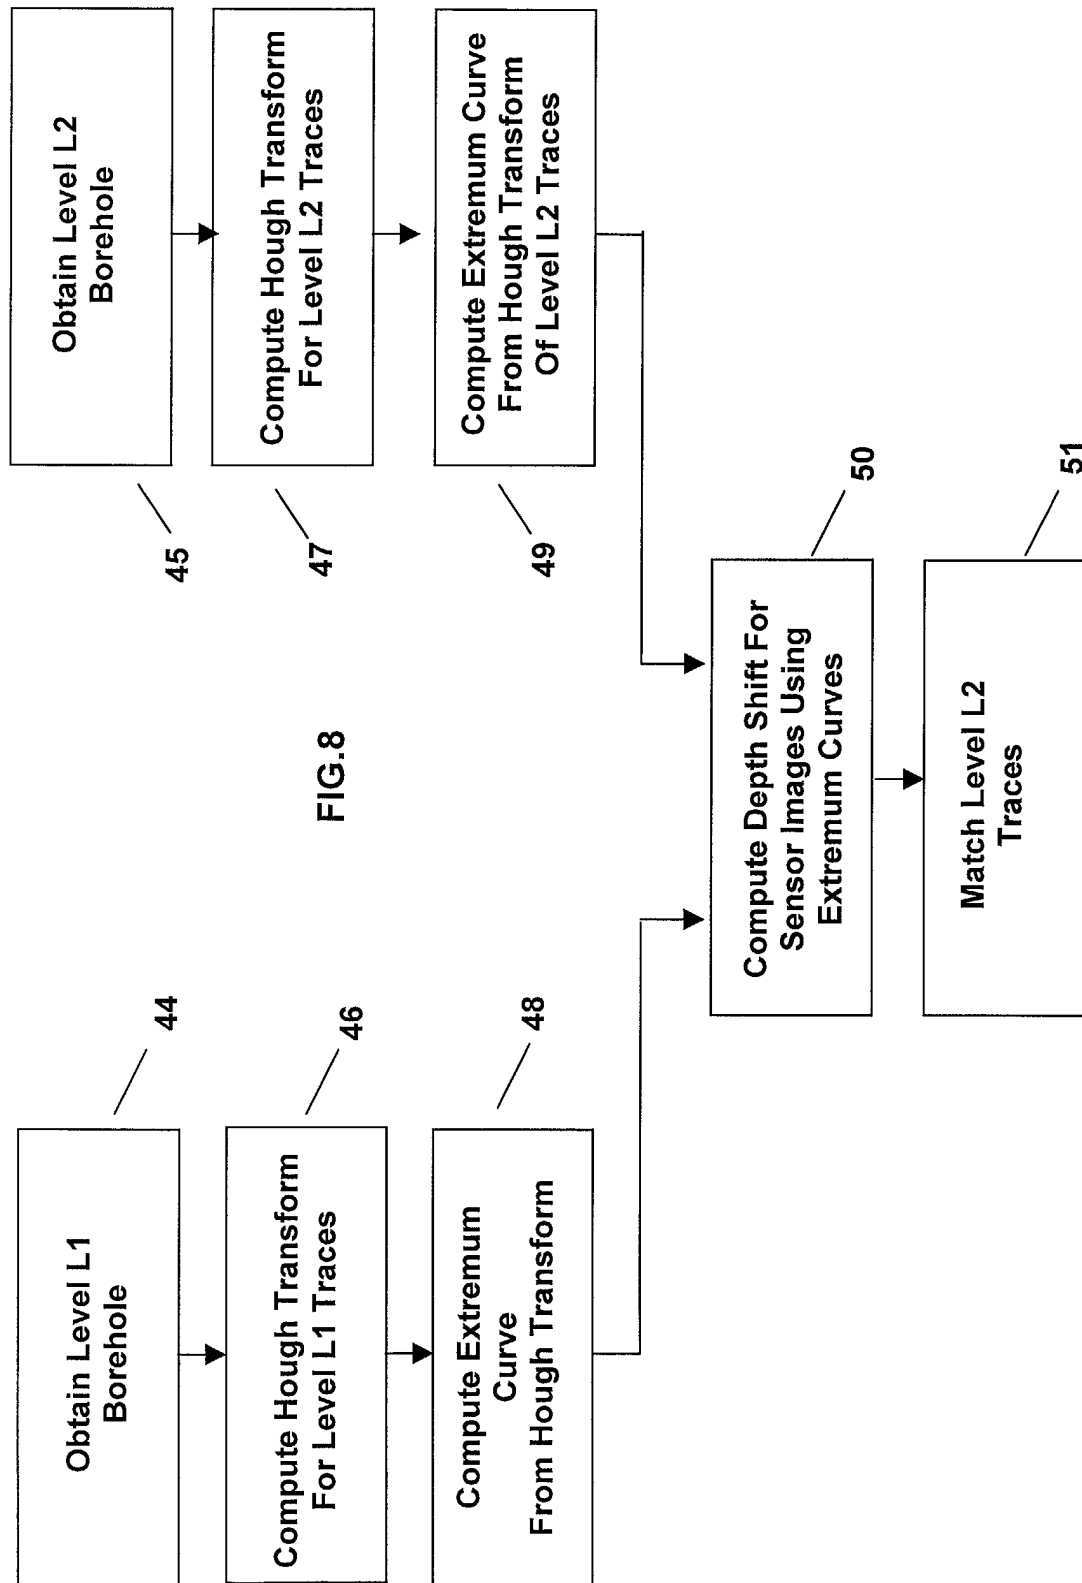 Obtain Level L1
Borehole
44
Compute Hough Transform
For Level L1 Traces
46
Compute Extremum
Curve
From Hough Transform
48
FIG.8
Obtain Level L2
Borehole
45
Compute Hough Transform
For Level L2 Traces
47
Compute Extremum Curve
From Hough Transform
Of Level L2 Traces
49
Compute Depth Shift For
Sensor Images Using
Extremum Curves
50
Match Level L2
Traces
51